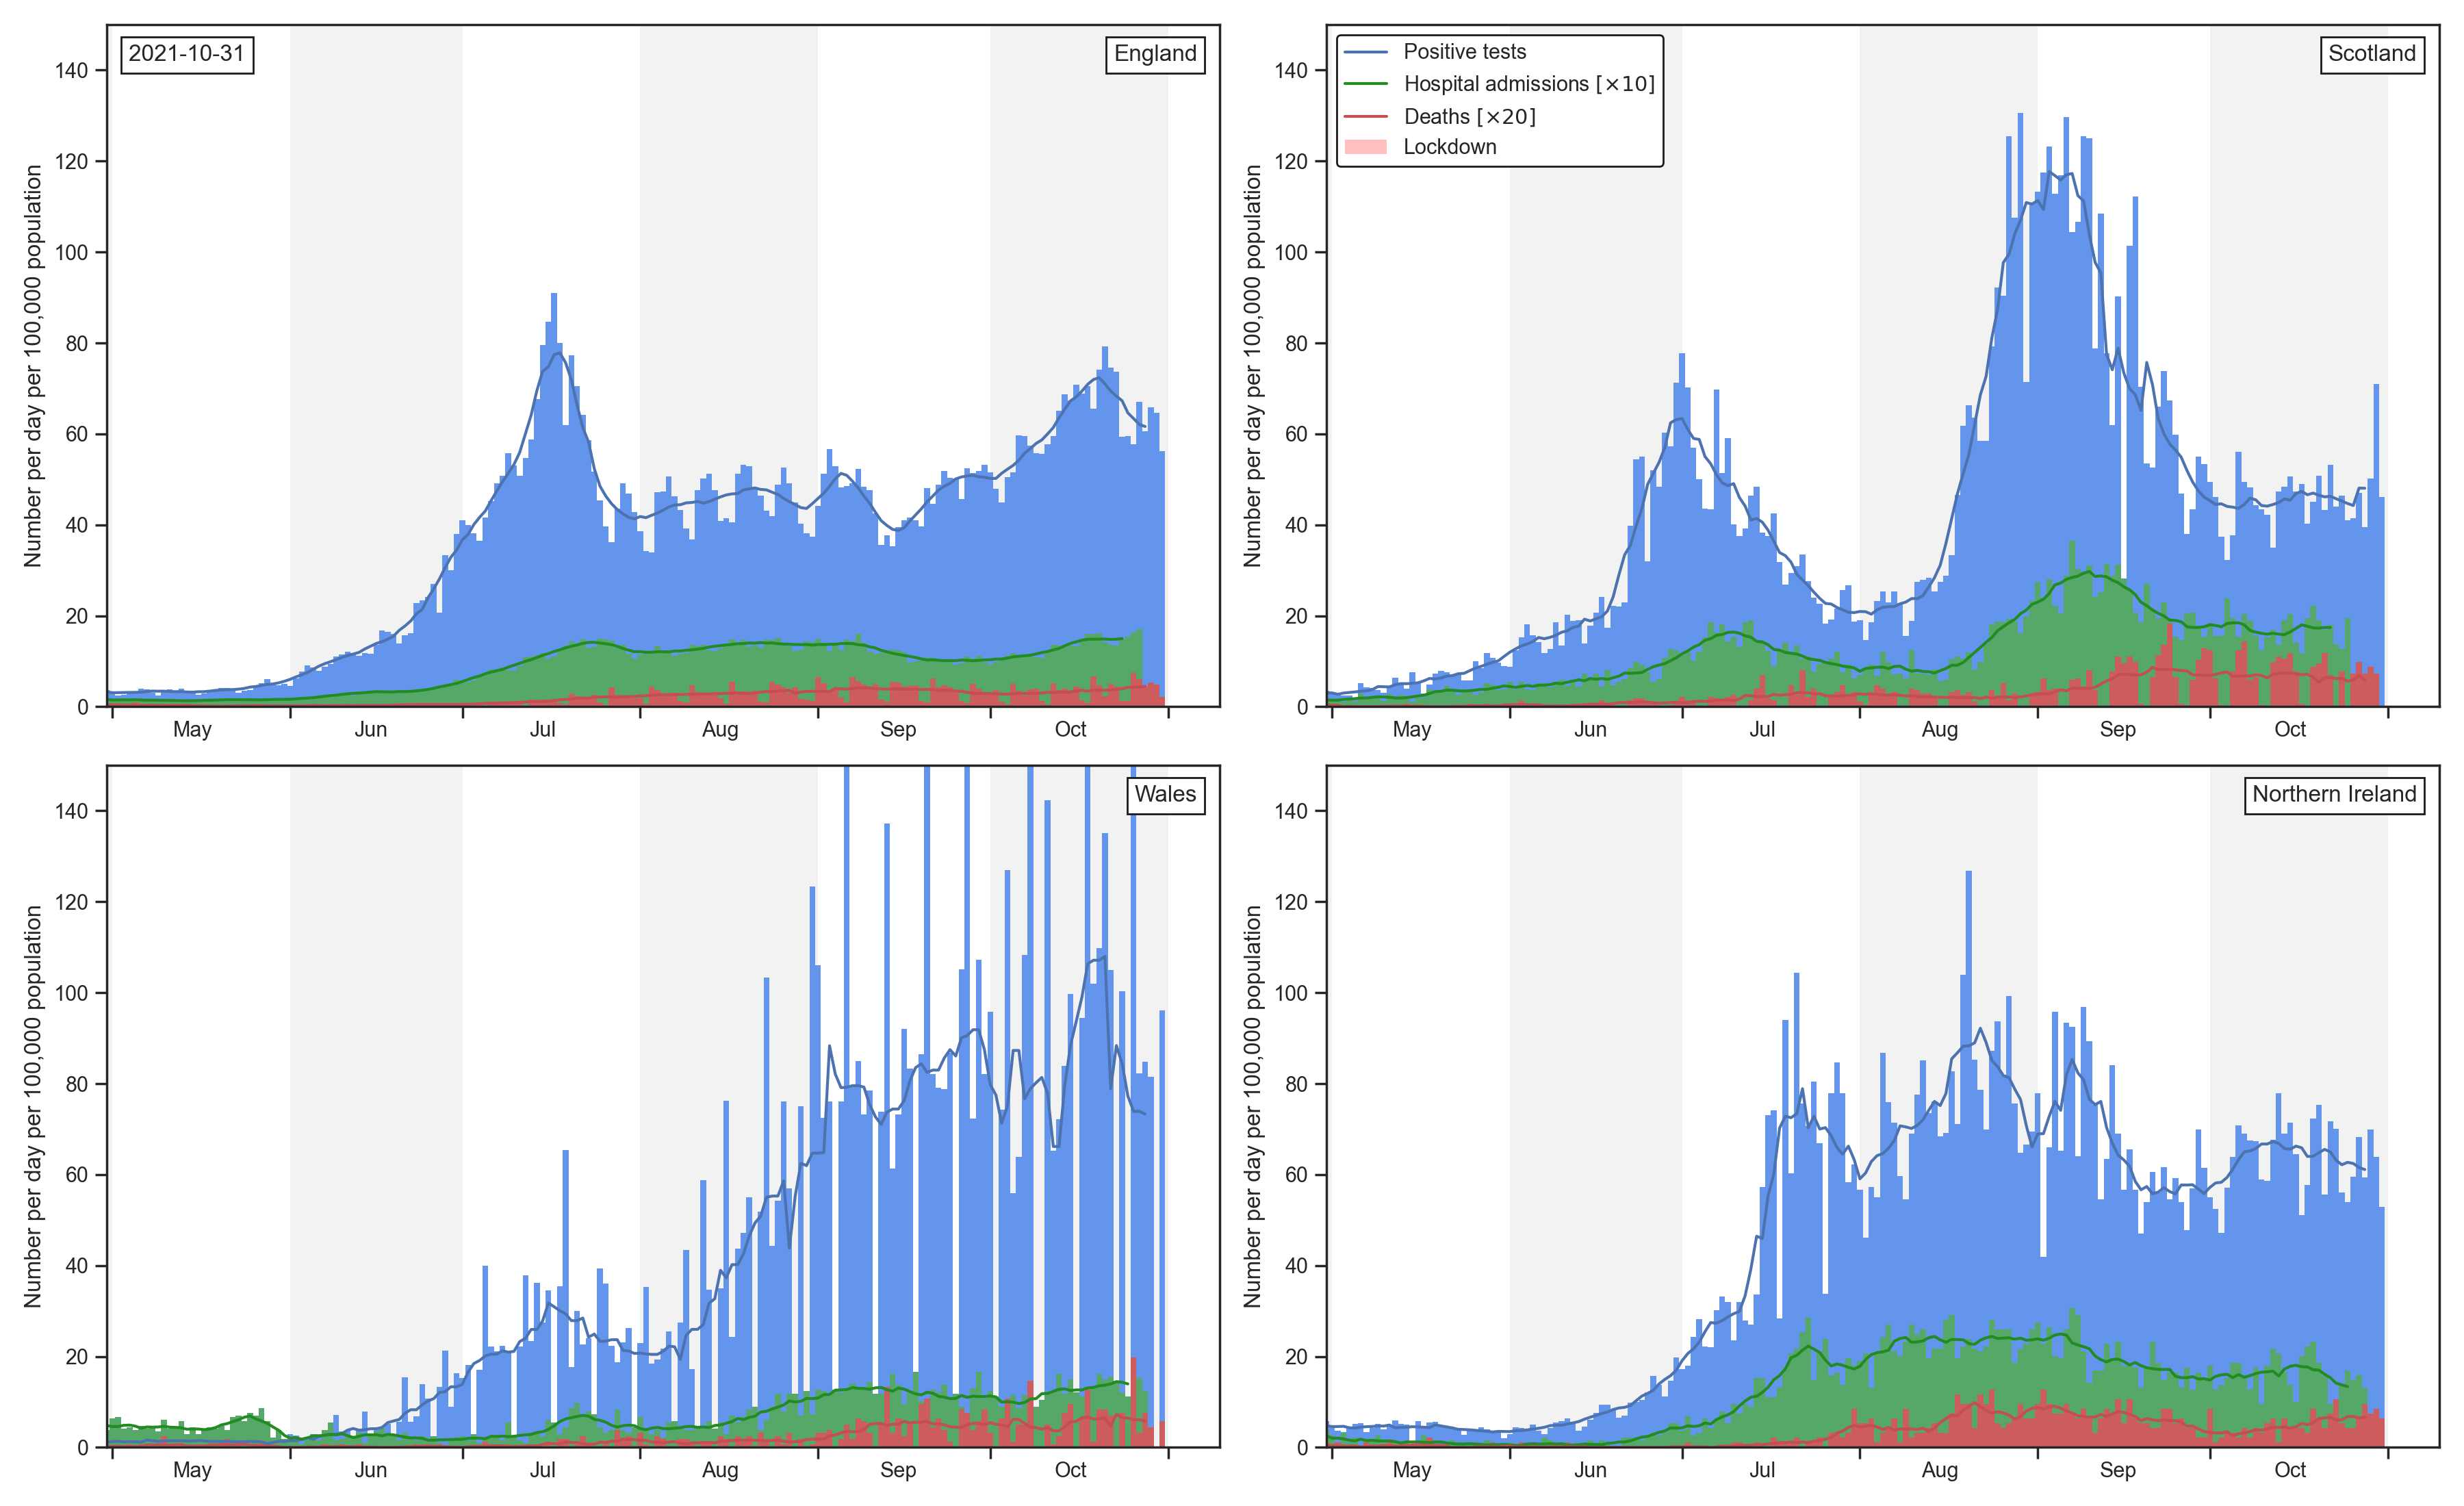 2021-10-31
England
Number per day per 100,000 population
140
120
100
80
60
40
20
0
May Jun Jul Aug Sep Oct
Positive tests
Hospital admissions [×10]
Deaths [×20]
Lockdown
Scotland
Number per day per 100,000 population
140
120
100
80
60
40
20
0
May Jun Jul Aug Sep Oct
Wales
Number per day per 100,000 population
140
120
100
80
60
40
20
0
May Jun Jul Aug Sep Oct
Northern Ireland
Number per day per 100,000 population
140
120
100
80
60
40
20
0
May Jun Jul Aug Sep Oct